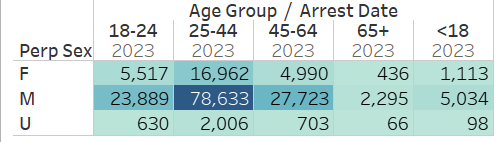 Age Group / Arrest Date
18-24 25-44 45-64 65+ <18
Perp Sex 2023 2023 2023 2023 2023
F 5,517 16,962 4,990 436 1,113
M 23,889 78,633 27,723 2,295 5,034
U 630 2,006 703 66 98